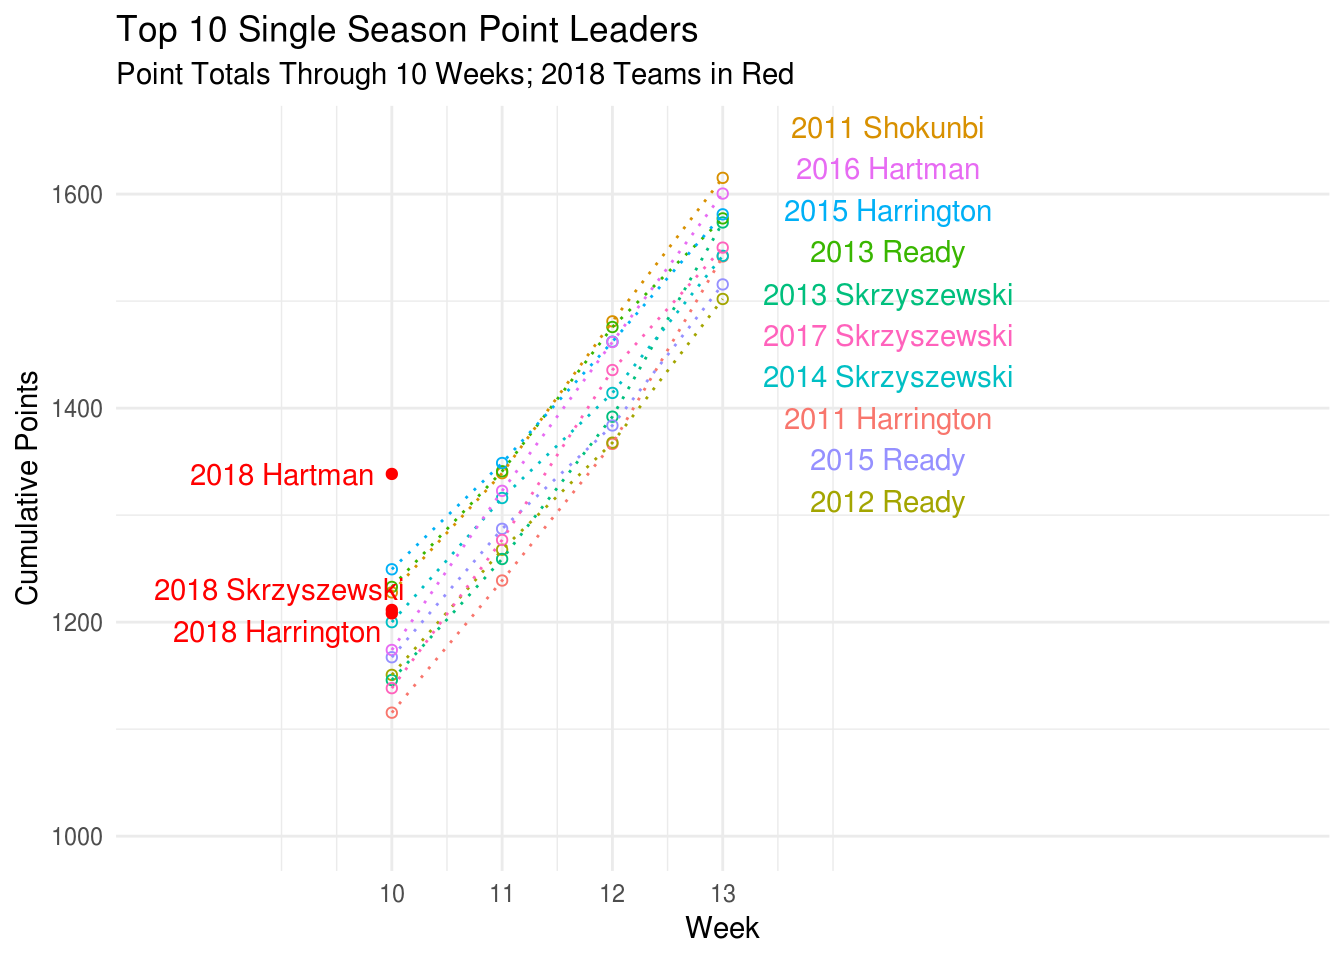 Top 10 Single Season Point Leaders
Point Totals Through 10 Weeks; 2018 Teams in Red
2011 Shokunbi
2016 Hartman
2015 Harrington
2013 Ready
2013 Skrzyszewski
2017 Skrzyszewski
2014 Skrzyszewski
2011 Harrington
2015 Ready
2012 Ready
2018 Hartman
2018 Skrzyszewski
2018 Harrington
Cumulative Points
1600
1400
1200
1000
10 11 12 13
Week